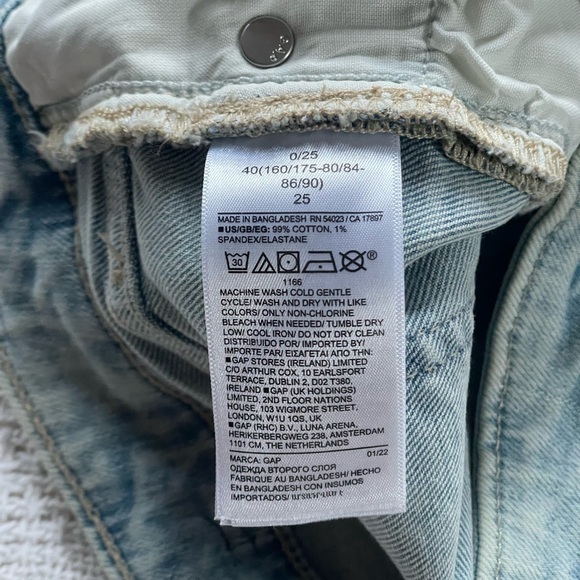 GAP
0/25
40(160/175-80/84-
86/90)
25
MADE IN BANGLADESH RN 54023 / CA 17897
■US/GB/EG: 99% COTTON, 1%
SPANDEX/ELASTANE
30
®
1166
MACHINE WASH COLD GENTLE
CYCLE/ WASH AND DRY WITH LIKE
COLORS/ ONLY NON-CHLORINE
BLEACH WHEN NEEDED/ TUMBLE DRY
LOW/ COOL IRON/ DO NOT DRY CLEAN
DISTRIBUIDO POR/ IMPORTADO BY/
IMPORTE PAR/ ΕΙΣΑΓΕΤΑΙ ΑΠΟ ΤΗΝ:
■GAP STORES (IRELAND) LIMITED
C/O ARTHUR COX, 10 EARLSFORT
TERRACE, DUBLIN 2, D02 T380,
IRELAND ■GAP (UK HOLDINGS)
LIMITED, 2ND FLOOR NATIONS
HOUSE, 103 WIGMORE STREET,
LONDON, W1U 1QS, UK
■GAP (RHC) B.V./ LUNA ARENA,
HERIKERBERGWEG 238, AMSTERDAM
1101 CM, THE NETHERLANDS
MARCA: GAP 01/22
ОДЕЖДА ВТОРОГО СЛОЯ
FABRIQUE AU BANGLADESH/ HECHO
EN BANGLADESH CON INSUMOS
IMPORTADOS/